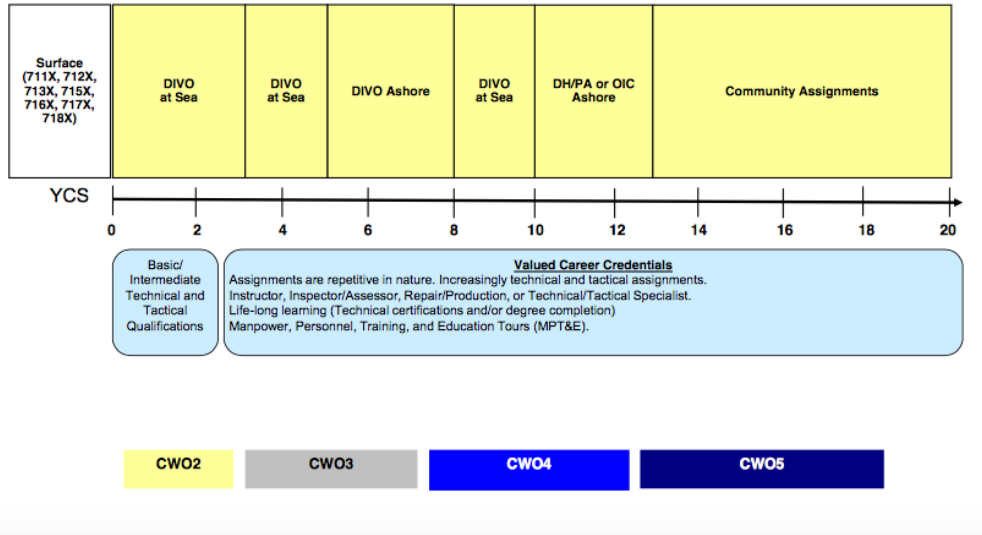 Surface
(711X, 712X,
713X, 715X,
716X, 717X,
718X)
DIVO
at Sea
DIVO
at Sea
DIVO Ashore
DIVO
at Sea
DH/PA or OIC
Ashore
Community Assignments
YCS
0 2 4 6 8 10 12 14 16 18 20
Basic/
Intermediate
Technical and
Tactical
Qualifications
Valued Career Credentials
Assignments are repetitive in nature. Increasingly technical and tactical assignments.
Instructor, Inspector/Assessor, Repair/Production, or Technical/Tactical Specialist.
Life-long learning (Technical certifications and/or degree completion)
Manpower, Personnel, Training, and Education Tours (MPT&E).
CWO2 CWO3 CWO4 CWO5